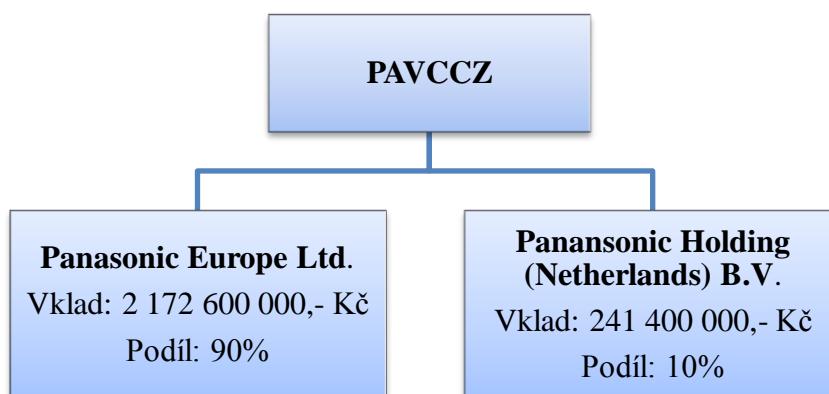 PAVCCZ
Panasonic Europe Ltd.
Vklad: 2 172 600 000,- Kč
Podíl: 90%
Panansonic Holding
(Netherlands) B.V.
Vklad: 241 400 000,- Kč
Podíl: 10%